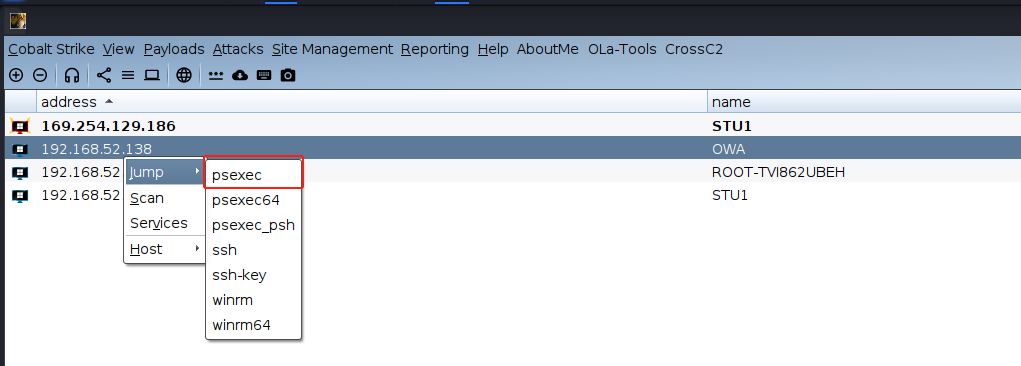 Cobalt Strike View Payloads Attacks Site Management Reporting Help AboutMe OLa-Tools CrossC2
address name
169.254.129.186 STU1
192.168.52.138 OWA
192.168.52 Jump psexec ROOT-TVI862UBEH
192.168.52 Scan psexec64 STU1
Services psexec_psh
Host ssh
ssh-key
winrm
winrm64